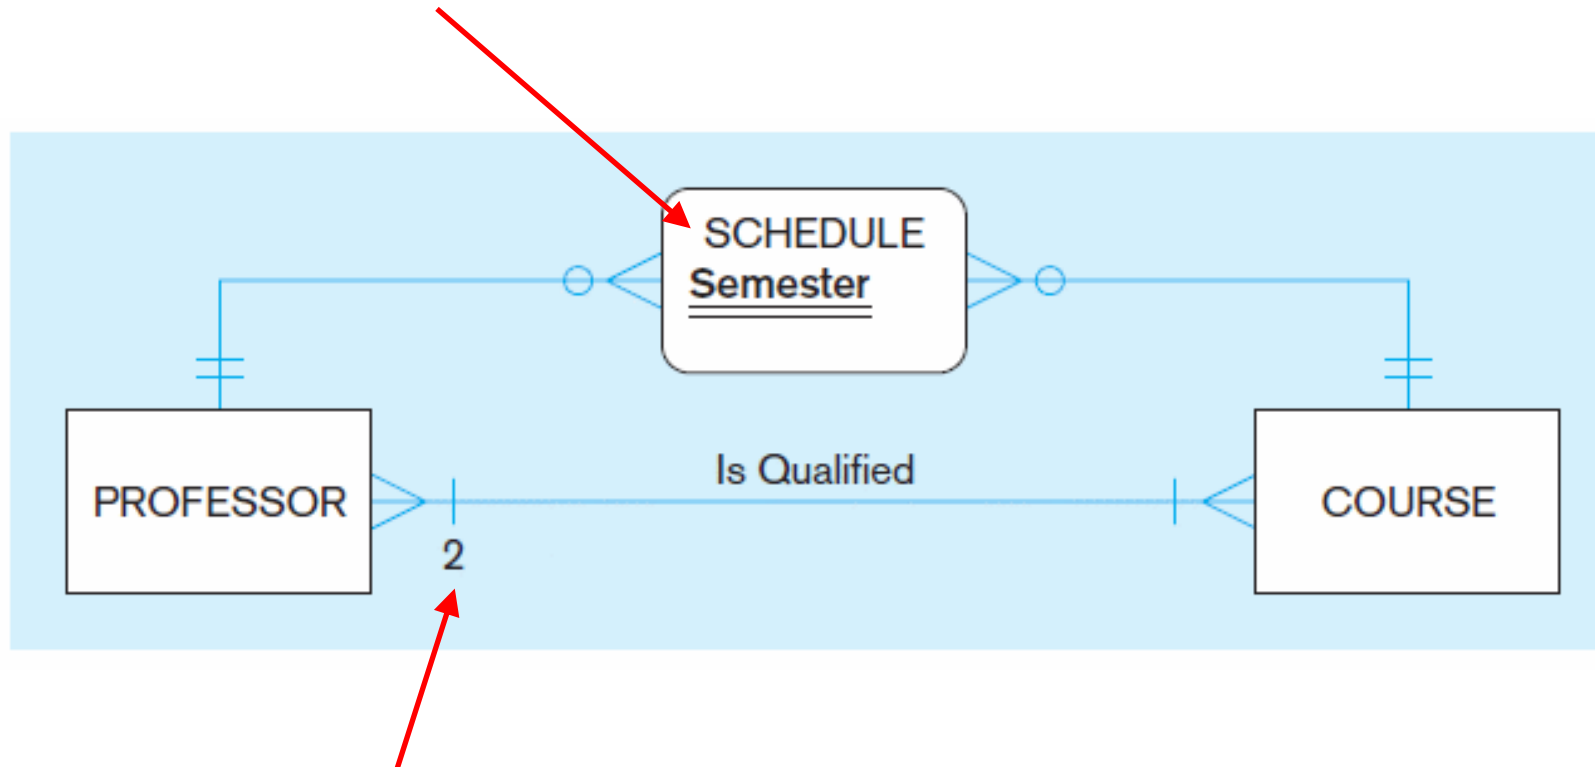 SCHEDULE
Semester
Is Qualified
PROFESSOR
COURSE
2